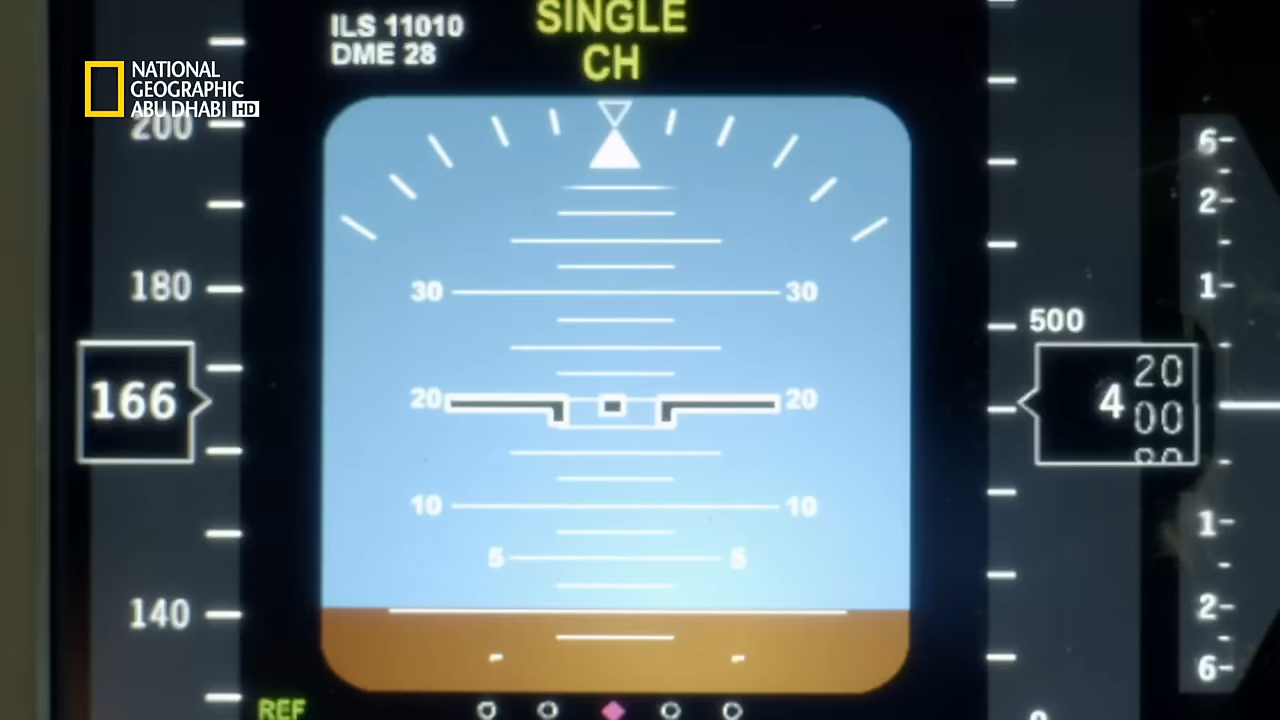 ILS 11010
DME 28
SINGLE
CH
NATIONAL
GEOGRAPHIC
ABU DHABI HD
200
180
166
140
REF
30 30
20 20
10 10
5 5
500
4 20
00
80
6
2
1
1
2
6